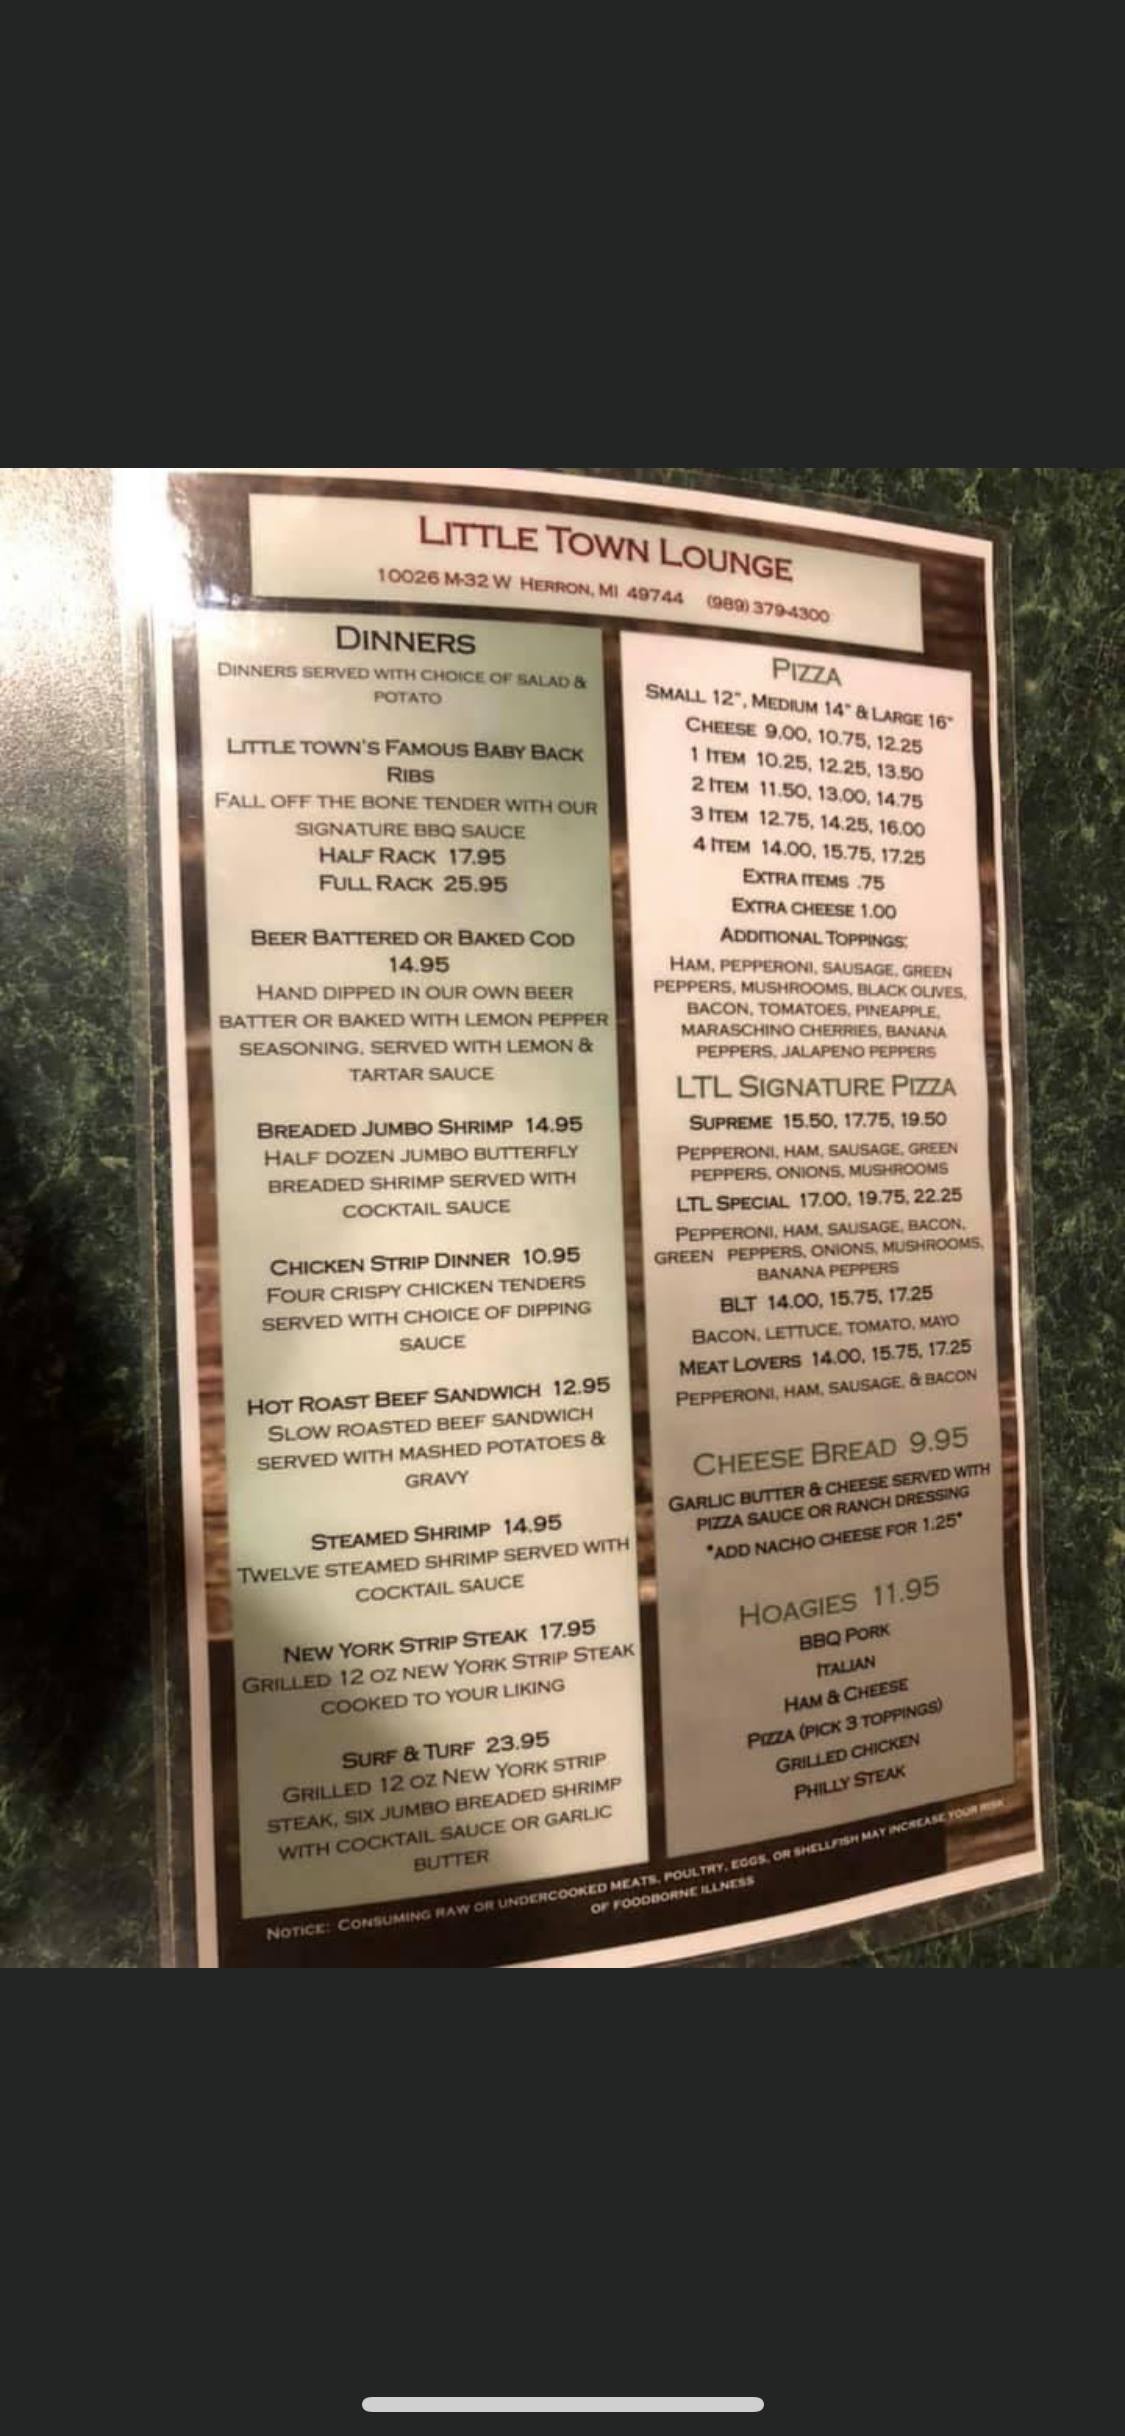 LITTLE TOWN LOUNGE
10026 M-32 W HERRON, MI 49744 (989) 379-4300
DINNERS
DINNERS SERVED WITH CHOICE OF SALAD &
POTATO
LITTLE TOWN'S FAMOUS BABY BACK
RIBS
FALL OFF THE BONE TENDER WITH OUR
SIGNATURE BBQ SAUCE
HALF RACK 17.95
FULL RACK 25.95
BEER BATTERED OR BAKED COD
14.95
HAND DIPPED IN OUR OWN BEER
BATTER OR BAKED WITH LEMON PEPPER
SEASONING, SERVED WITH LEMON &
TARTAR SAUCE
BREADED JUMBO SHRIMP 14.95
HALF DOZEN JUMBO BUTTERFLY
BREADED SHRIMP SERVED WITH
COCKTAIL SAUCE
CHICKEN STRIP DINNER 10.95
FOUR CRISPY CHICKEN TENDERS
SERVED WITH CHOICE OF DIPPING
SAUCE
HOT ROAST BEEF SANDWICH 12.95
SLOW ROASTED BEEF SANDWICH
SERVED WITH MASHED POTATOES &
GRAVY
STEAMED SHRIMP 14.95
TWELVE STEAMED SHRIMP SERVED WITH
COCKTAIL SAUCE
NEW YORK STRIP STEAK 17.95
GRILLED 12 OZ NEW YORK STRIP STEAK
COOKED TO YOUR LIKING
SURF & TURF 23.95
GRILLED 12 OZ NEW YORK STRIP
STEAK, SIX JUMBO BREADED SHRIMP
WITH COCKTAIL SAUCE OR GARLIC
BUTTER
PIZZA
SMALL 12", MEDIUM 14" & LARGE 16"
CHEESE 9.00, 10.75, 12.25
1 ITEM 10.25, 12.25, 13.50
2 ITEM 11.50, 13.00, 14.75
3 ITEM 12.75, 14.25, 16.00
4 ITEM 14.00, 15.75, 17.25
EXTRA ITEMS .75
EXTRA CHEESE 1.00
ADDITIONAL TOPPINGS:
HAM, PEPPERONI, SAUSAGE, GREEN
PEPPERS, MUSHROOMS, BLACK OLIVES,
BACON, TOMATOES, PINEAPPLE,
MARASCHINO CHERRIES, BANANA
PEPPERS, JALAPENO PEPPERS
LTL SIGNATURE PIZZA
SUPREME 15.50, 17.75, 19.50
PEPPERONI, HAM, SAUSAGE, GREEN
PEPPERS, ONIONS, MUSHROOMS
LTL SPECIAL 17.00, 19.75, 22.25
PEPPERONI, HAM, SAUSAGE, BACON,
GREEN PEPPERS, ONIONS, MUSHROOMS,
BANANA PEPPERS
BLT 14.00, 15.75, 17.25
BACON, LETTUCE, TOMATO, MAYO
MEAT LOVERS 14.00, 15.75, 17.25
PEPPERONI, HAM, SAUSAGE, & BACON
CHEESE BREAD 9.95
GARLIC BUTTER & CHEESE SERVED WITH
PIZZA SAUCE OR RANCH DRESSING
*ADD NACHO CHEESE FOR 1.25*
HOAGIES 11.95
BBQ PORK
ITALIAN
HAM & CHEESE
PIZZA (PICK 3 TOPPINGS)
GRILLED CHICKEN
PHILLY STEAK
NOTICE: CONSUMING RAW OR UNDERCOOKED MEATS, POULTRY, EGGS, OR SHELLFISH MAY INCREASE YOUR RISK
OF FOODBORNE ILLNESS